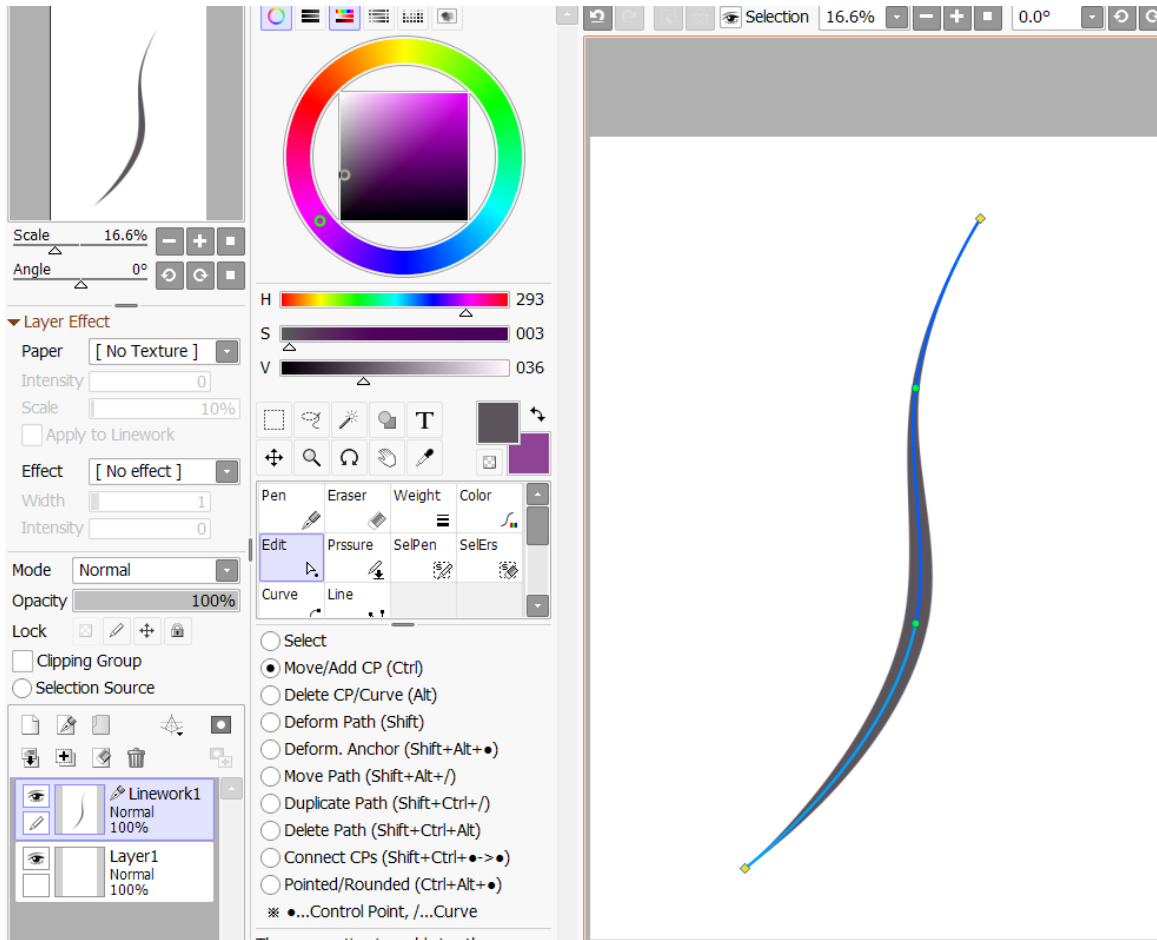 Scale 16.6%
Angle 0°
Layer Effect
Paper [ No Texture ]
Intensity 0
Scale 10%
Apply to Linework
Effect [ No effect ]
Width 1
Intensity 0
Mode Normal
Opacity 100%
Lock
Clipping Group
Selection Source
Linework1
Normal
100%
Layer1
Normal
100%
H 293
S 003
V 036
T
Pen Eraser Weight Color
Edit Prssure SelPen SelErs
Curve Line
Select
Move/Add CP (Ctrl)
Delete CP/Curve (Alt)
Deform Path (Shift)
Deform. Anchor (Shift+Alt+●)
Move Path (Shift+Alt+/)
Duplicate Path (Shift+Ctrl+/)
Delete Path (Shift+Ctrl+Alt)
Connect CPs (Shift+Ctrl+●->●)
Pointed/Rounded (Ctrl+Alt+●)
※ ●...Control Point, /...Curve
Selection 16.6% 0.0°